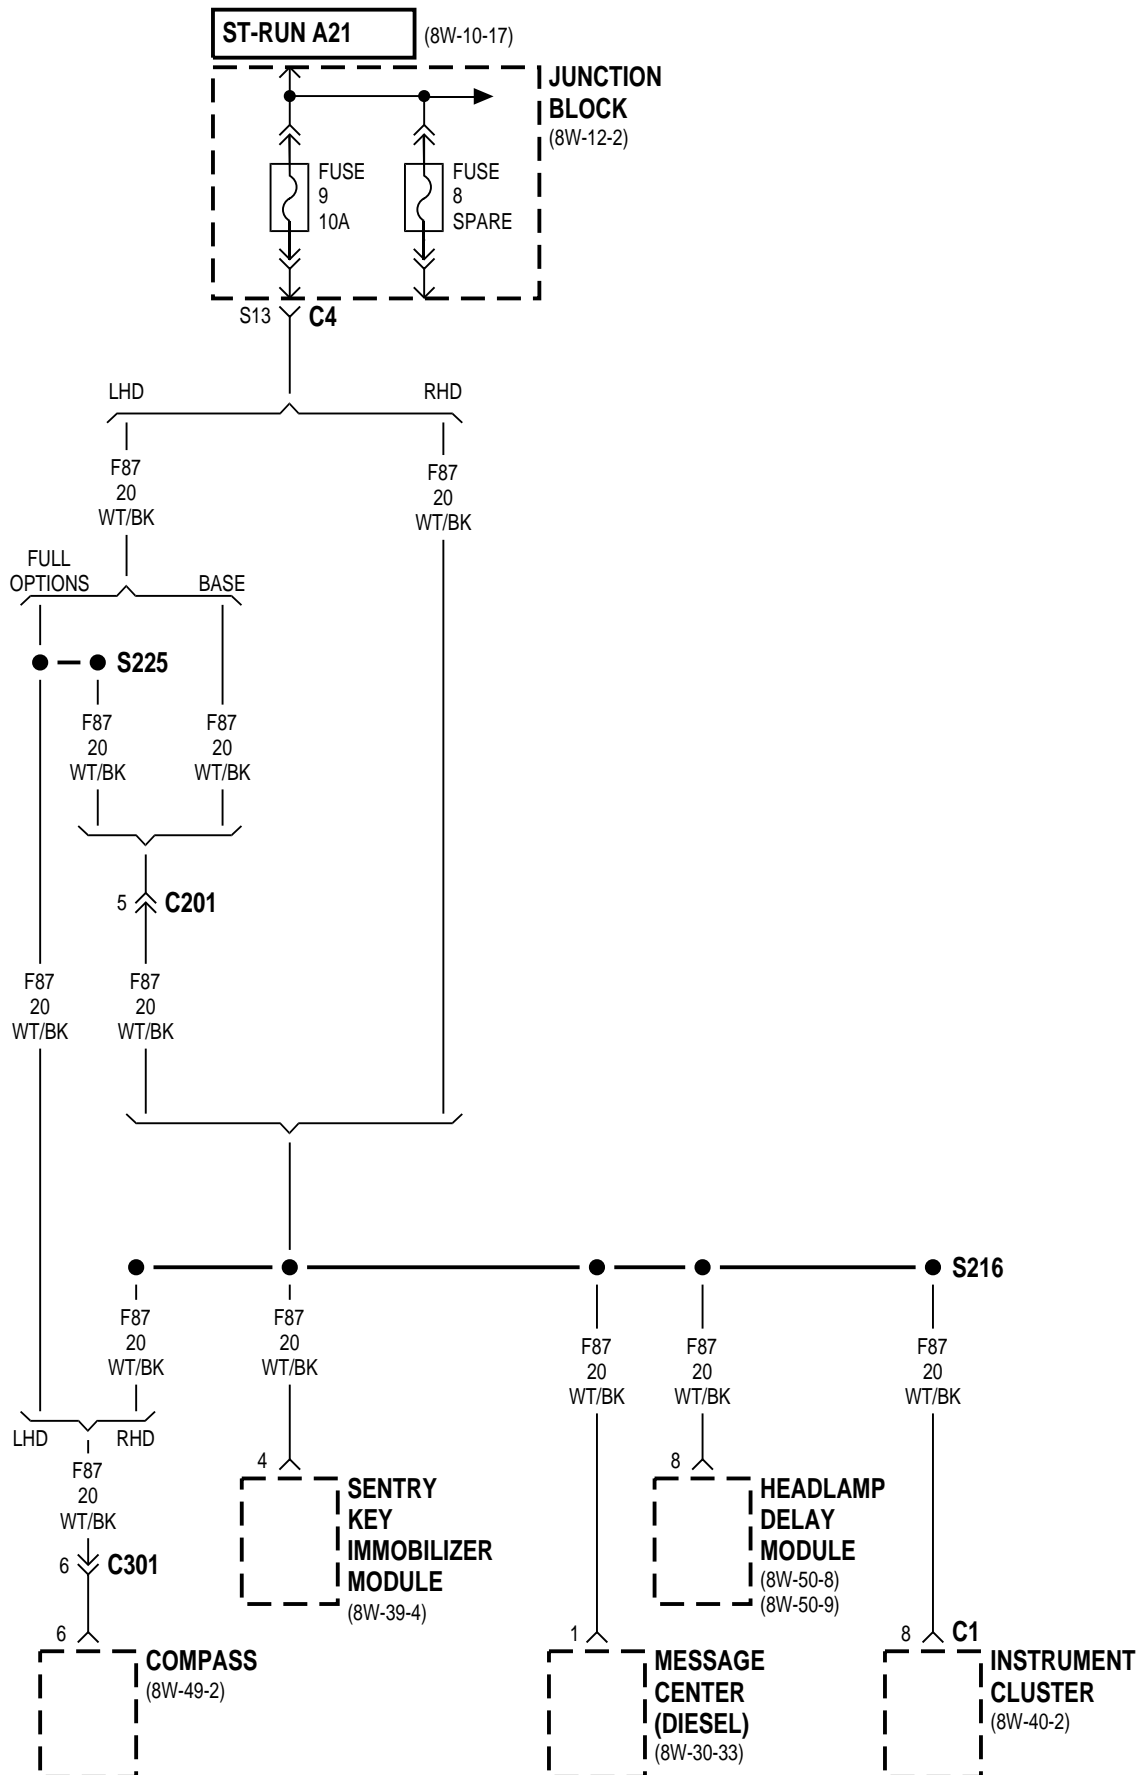 ST-RUN A21
(8W-10-17)
JUNCTION
BLOCK
(8W-12-2)
FUSE
9
10A
FUSE
8
SPARE
S13
C4
LHD
RHD
F87
20
WT/BK
F87
20
WT/BK
FULL
OPTIONS
BASE
S225
F87
20
WT/BK
F87
20
WT/BK
5
C201
F87
20
WT/BK
F87
20
WT/BK
S216
F87
20
WT/BK
F87
20
WT/BK
F87
20
WT/BK
F87
20
WT/BK
F87
20
WT/BK
LHD
RHD
F87
20
WT/BK
6
C301
4
SENTRY
KEY
IMMOBILIZER
MODULE
(8W-39-4)
8
HEADLAMP
DELAY
MODULE
(8W-50-8)
(8W-50-9)
6
COMPASS
(8W-49-2)
1
MESSAGE
CENTER
(DIESEL)
(8W-30-33)
8
C1
INSTRUMENT
CLUSTER
(8W-40-2)